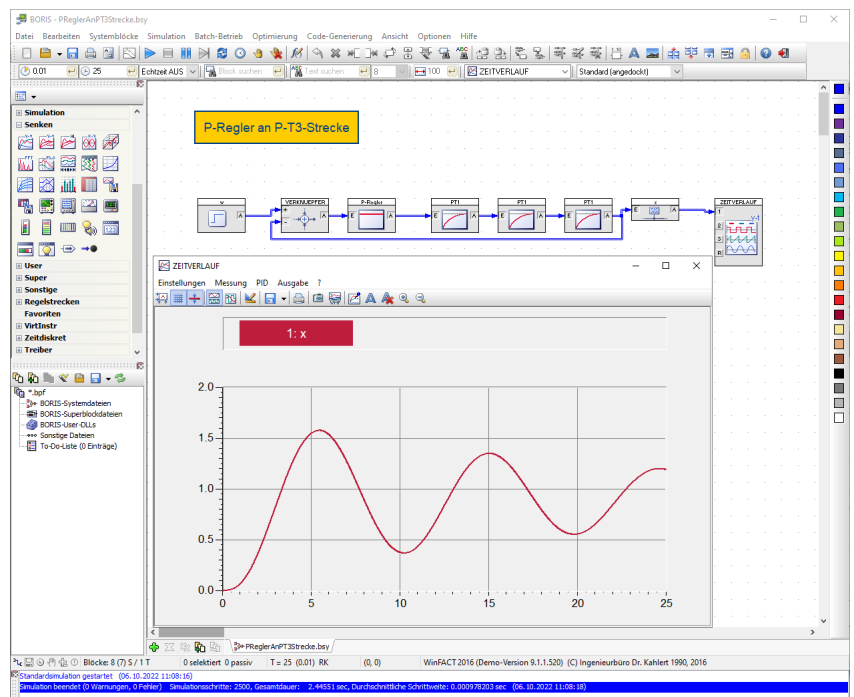 BORIS - PReglerAnPT3Strecke.bsy
Datei Bearbeiten Systemblöcke Simulation Batch-Betrieb Optimierung Code-Generierung Ansicht Optionen Hilfe
0.01 25 Echtzeit AUS Block suchen Text suchen 8 100 ZEITVERLAUF Standard (angedockt)
Simulation
Senken
User
Super
Sonstige
Regelstrecken
Favoriten
VirtInstr
Zeitdiskret
Treiber
*.bpf
BORIS-Systemdateien
BORIS-Superblockdateien
BORIS-User-DLLs
Sonstige Dateien
To-Do-Liste (0 Einträge)
P-Regler an P-T3-Strecke
w VERKNUEPFER P-Regler PT1 PT1 PT1 x ZEITVERLAUF
A + - A E A E A E A E A E A 1 2 3 R y-t
ZEITVERLAUF
Einstellungen Messung PID Ausgabe ?
1: x
2.0
1.5
1.0
0.5
0.0
0 5 10 15 20 25
PReglerAnPT3Strecke.bsy
Blöcke: 8 (7) S / 1 T 0 selektiert 0 passiv T = 25 (0.01) RK (0, 0) WinFACT 2016 (Demo-Version 9.1.1.520) (C) Ingenieurbüro Dr. Kahlert 1990, 2016
Standardsimulation gestartet (06.10.2022 11:08:16)
Simulation beendet (0 Warnungen, 0 Fehler) Simulationsschritte: 2500, Gesamtdauer: 2.44551 sec, Durchschnittliche Schrittweite: 0.000978203 sec (06.10.2022 11:08:18)